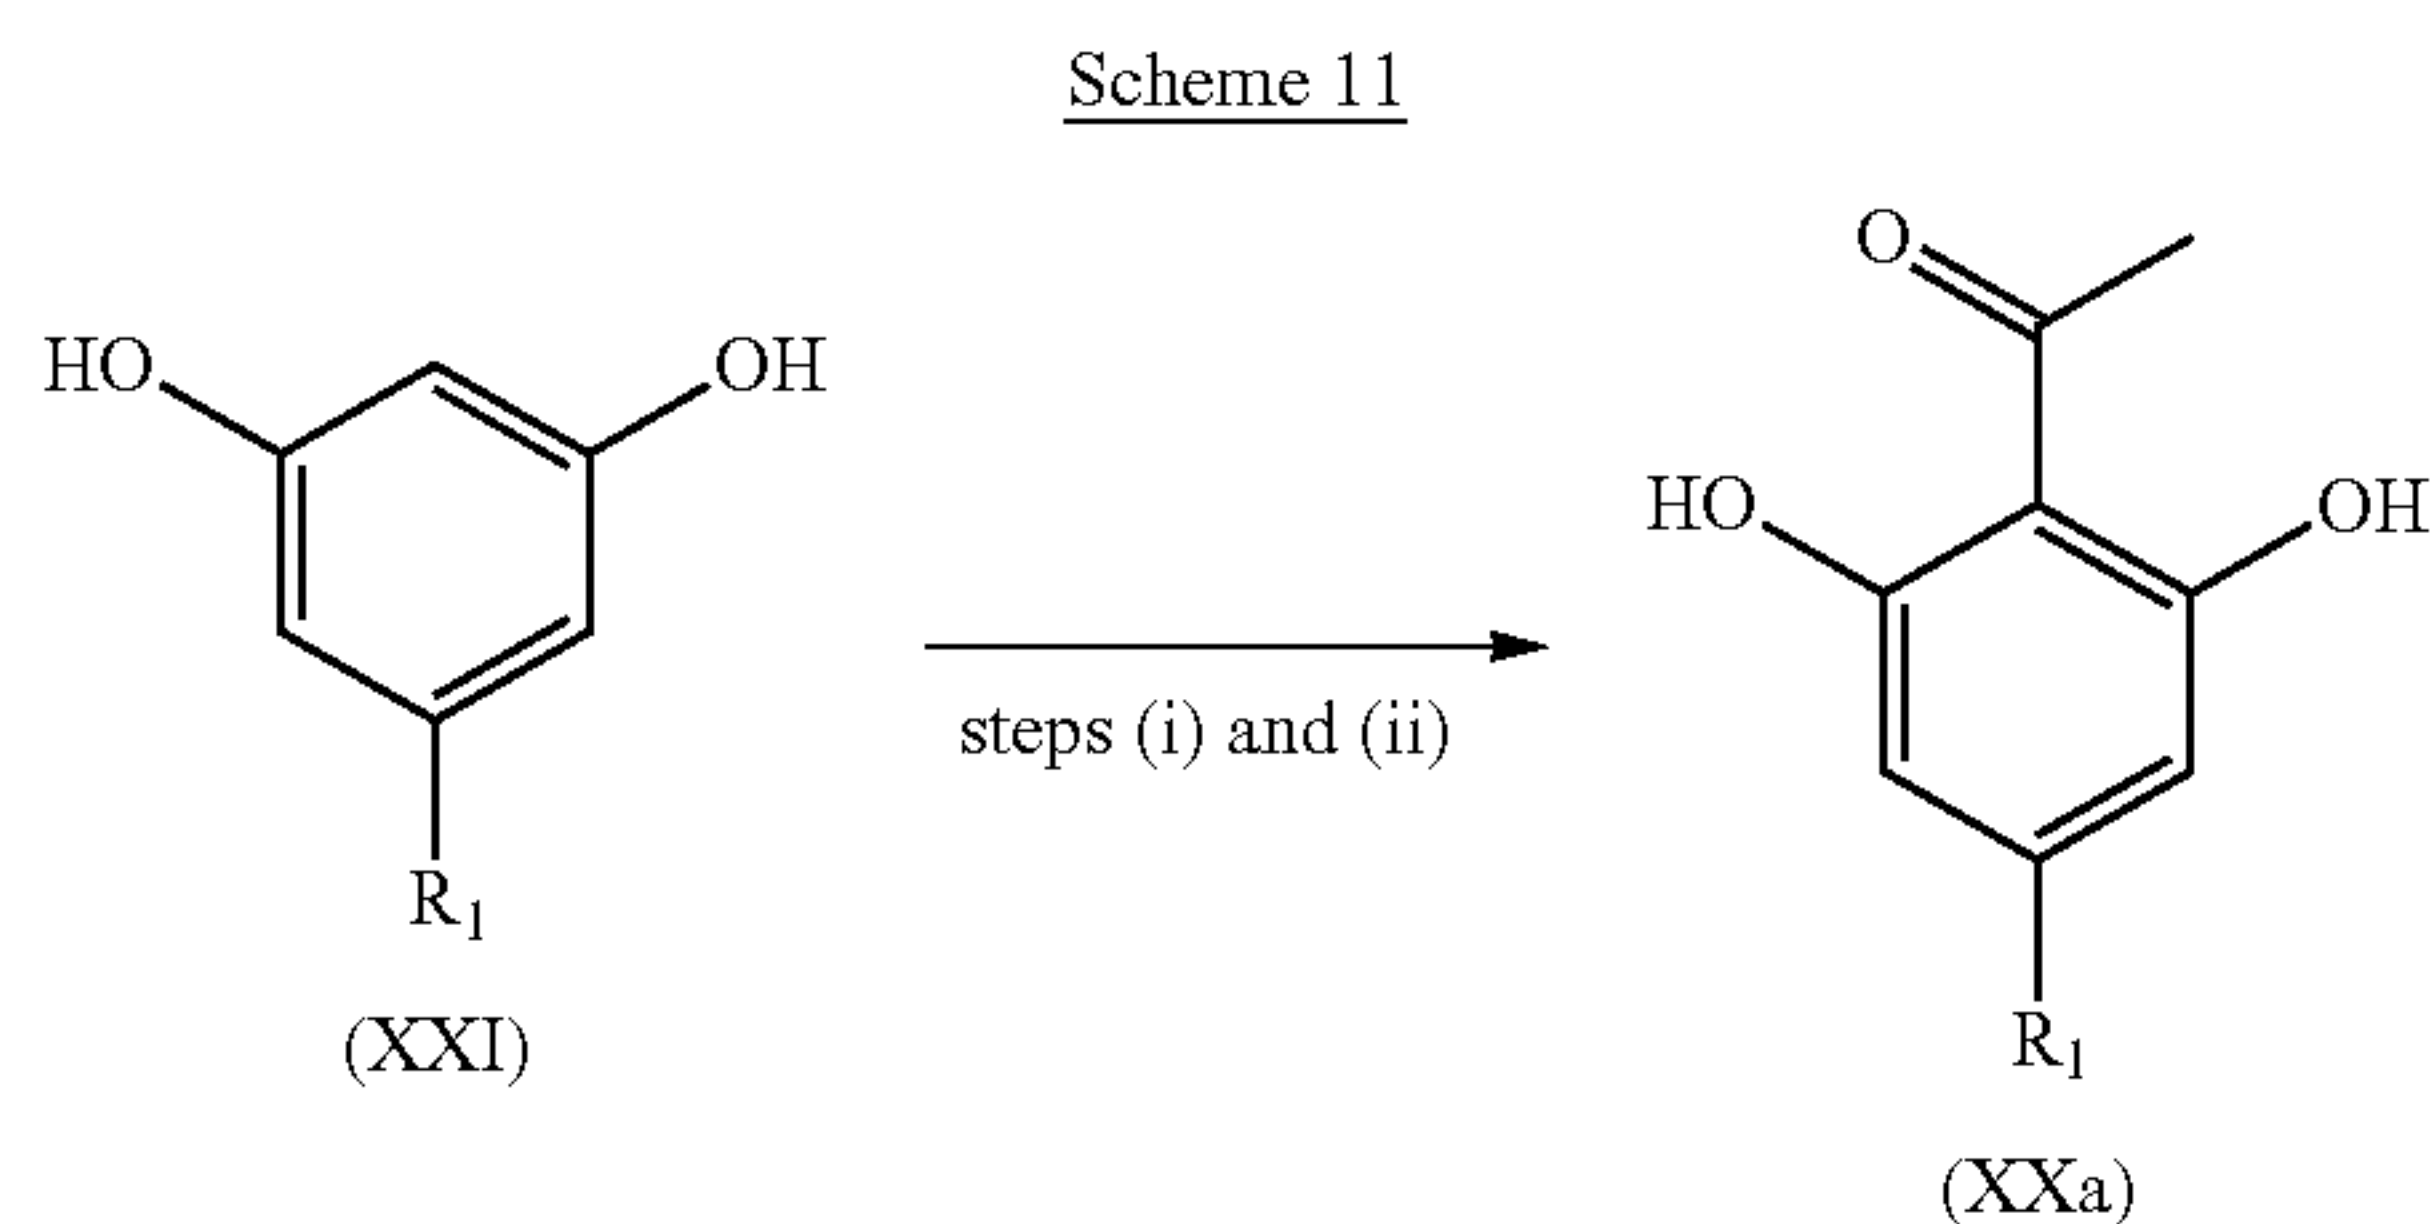 Scheme 11
O
HO
OH
HO
OH
steps (i) and (ii)
R1
(XXI)
R1
(XXa)